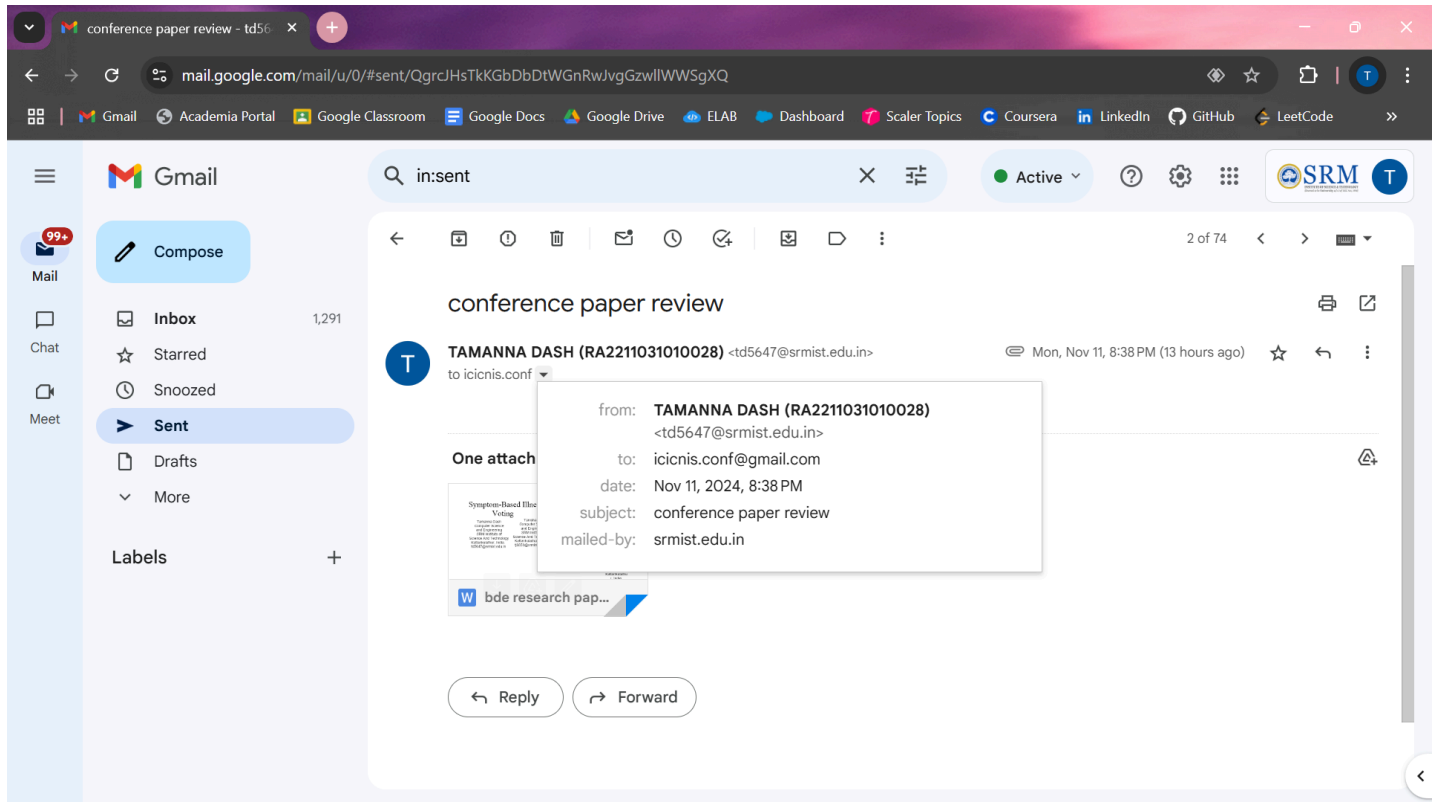 conference paper review - td56
mail.google.com/mail/u/0/#sent/QgrcJHsTkKGbDbDtWGnRwJvgGzwllWWSgXQ
T
Gmail Academia Portal Google Classroom Google Docs Google Drive ELAB Dashboard Scaler Topics Coursera LinkedIn GitHub LeetCode »
Gmail
in:sent
Active
SRM
T
99+
Mail
Chat
Meet
Compose
Inbox 1,291
Starred
Snoozed
Sent
Drafts
More
Labels
2 of 74
conference paper review
T
TAMANNA DASH (RA2211031010028) <td5647@srmist.edu.in>
Mon, Nov 11, 8:38 PM (13 hours ago)
to icicnis.conf
from: TAMANNA DASH (RA2211031010028)
<td5647@srmist.edu.in>
to: icicnis.conf@gmail.com
date: Nov 11, 2024, 8:38 PM
subject: conference paper review
mailed-by: srmist.edu.in
One attach
Symptom-Based Illne
Voting
W bde research pap...
Reply
Forward